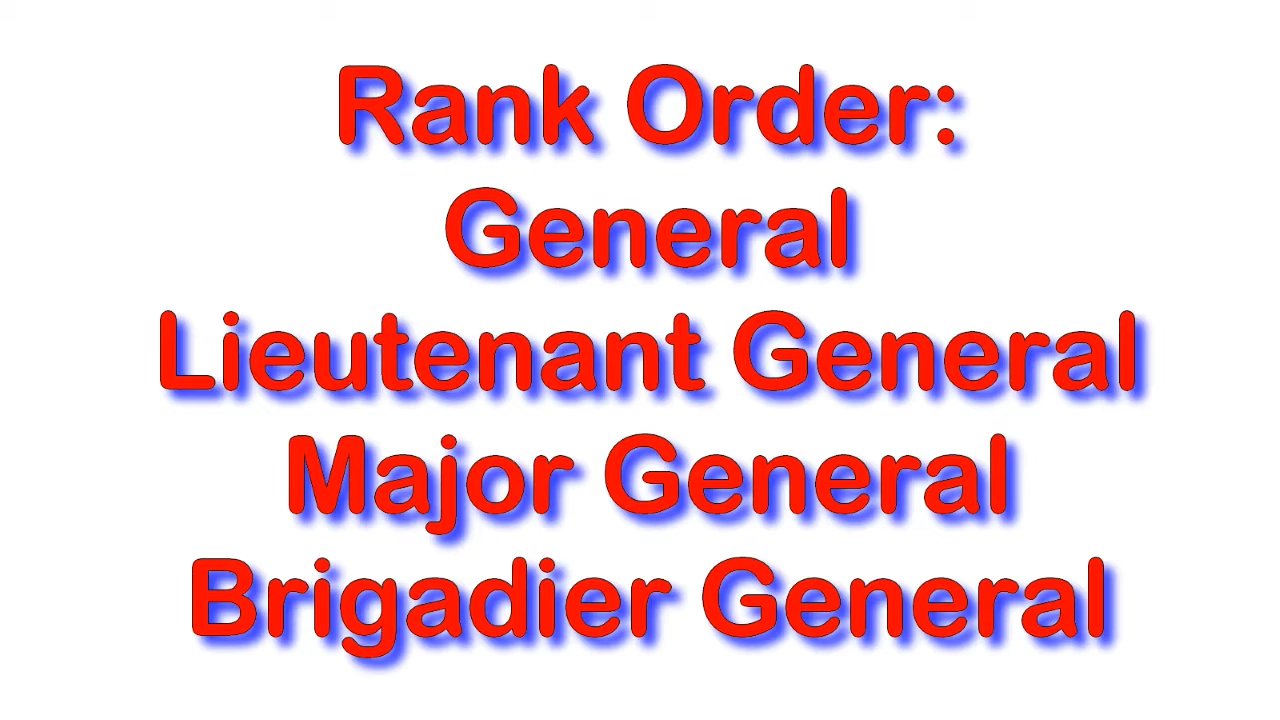 Rank Order:
General
Lieutenant General
Major General
Brigadier General